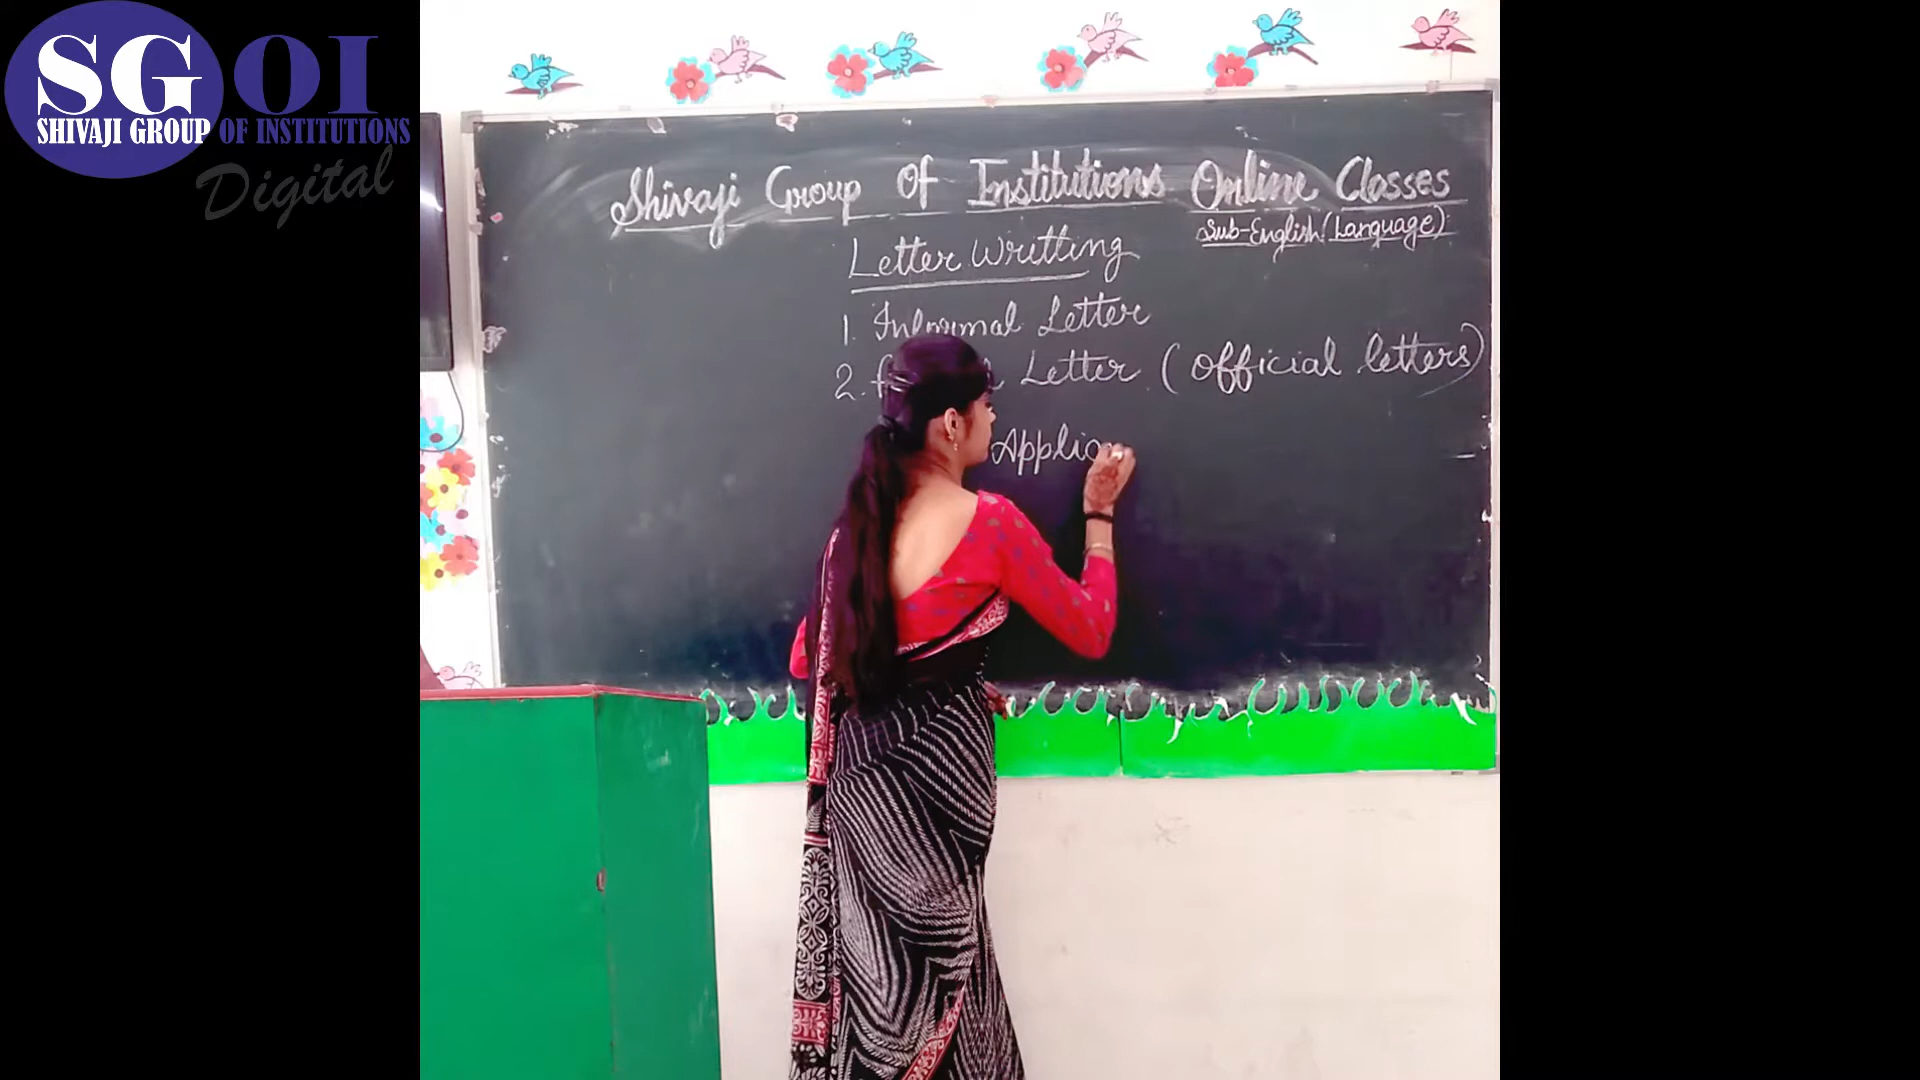 SGOI
SHIVAJI GROUP OF INSTITUTIONS
Digital
Shivaji Group Of Institutions Online Classes
Sub-English (Language)
Letter Writting
1. Informal Letter
2. Letter (official letters)
Applic